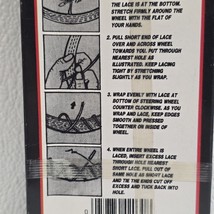 THE LACE IS AT THE BOTTOM.
STRETCH FIRMLY AROUND THE
WHEEL WITH THE FLAT OF
YOUR HANDS.
2. PULL SHORT END OF LACE
OVER AND ACROSS WHEEL
TOWARDS YOU. PUT THROUGH
NEAREST HOLE AS
ILLUSTRATED. KEEP LACING
TIGHT BY STRETCHING
SLIGHTLY AS YOU WRAP.
3. WRAP EVENLY WITH LACE AT
BOTTOM OF STEERING WHEEL
COUNTER CLOCKWISE. AS YOU
WRAP AND LACE, KEEP EDGES
SMOOTH AND PRESSED
TOGETHER ON INSIDE OF
WHEEL.
4. WHEN ENTIRE WHEEL IS
LACED, INSERT EXCESS LACE
THROUGH HOLE NEAREST
SHORT LACE. PULL OUT OF
SAME HOLE AS SHORT LACE
AND TIE THE ENDS. CUT OFF
EXCESS AND TUCK BACK INTO
HOLE.
0